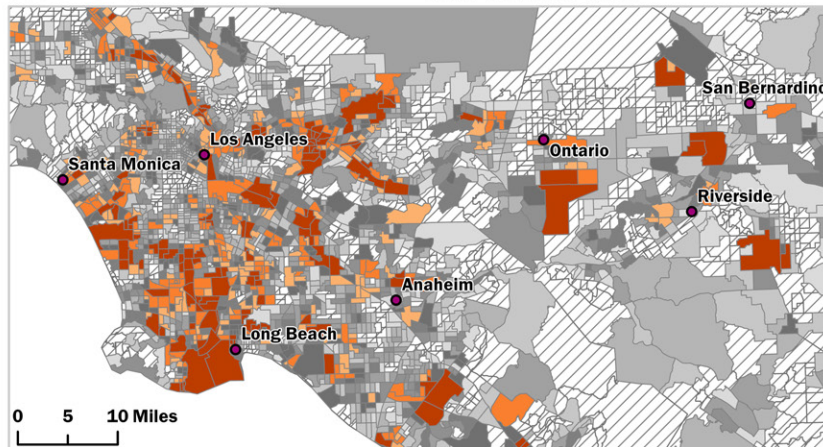 San Bernardino
Los Angeles
Ontario
Santa Monica
Riverside
Anaheim
Long Beach
0 5 10 Miles